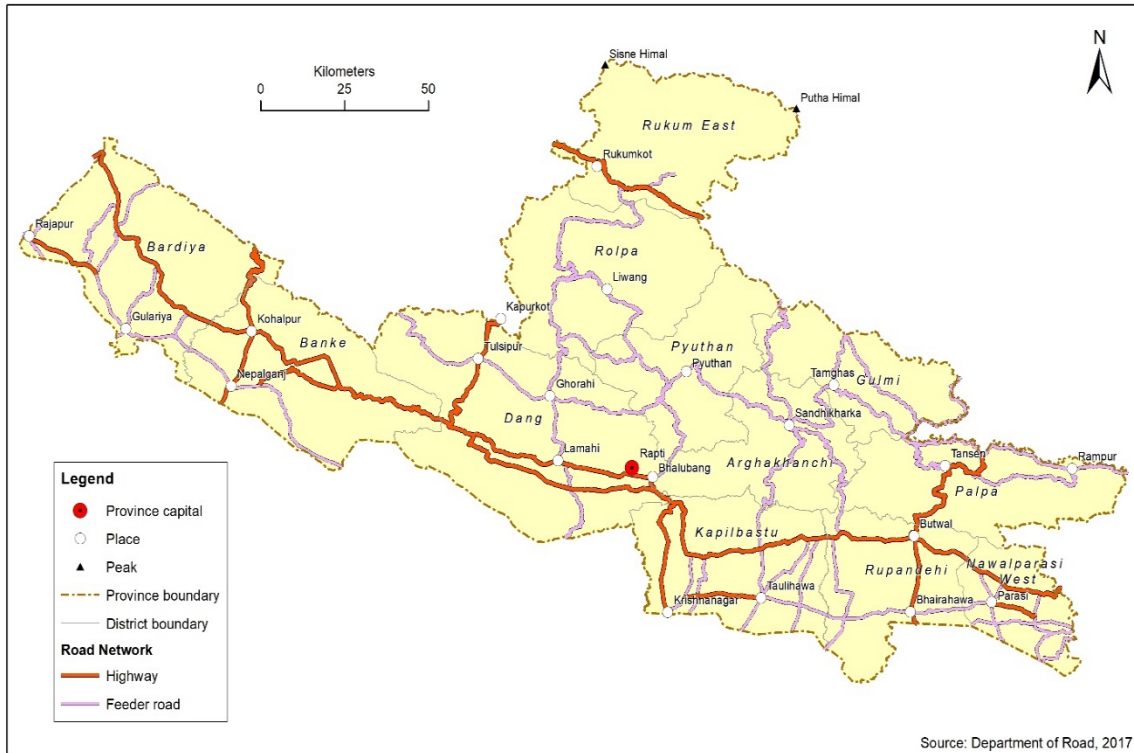 Sisne Himal
N
Kilometers
0 25 50
Putha Himal
Rukum East
Rukumkot
Rajapur
Bardiya
Rolpa
Liwang
Kapurkot
Gulariya
Kohalpur
Banke
Tulsipur
Pyuthan
Pyuthan
Tamghas
Gulmi
Nepalganj
Ghorahi
Dang
Sandhikharka
Lamahi
Rapti
Bhalubang
Arghakhanchi
Tansen
Rampur
Palpa
Kapilbastu
Butwal
Rupandehi
Nawalparasi
West
Krishnanagar
Taulihawa
Bhairahawa
Parasi
Legend
Province capital
Place
Peak
Province boundary
District boundary
Road Network
Highway
Feeder road
Source: Department of Road, 2017